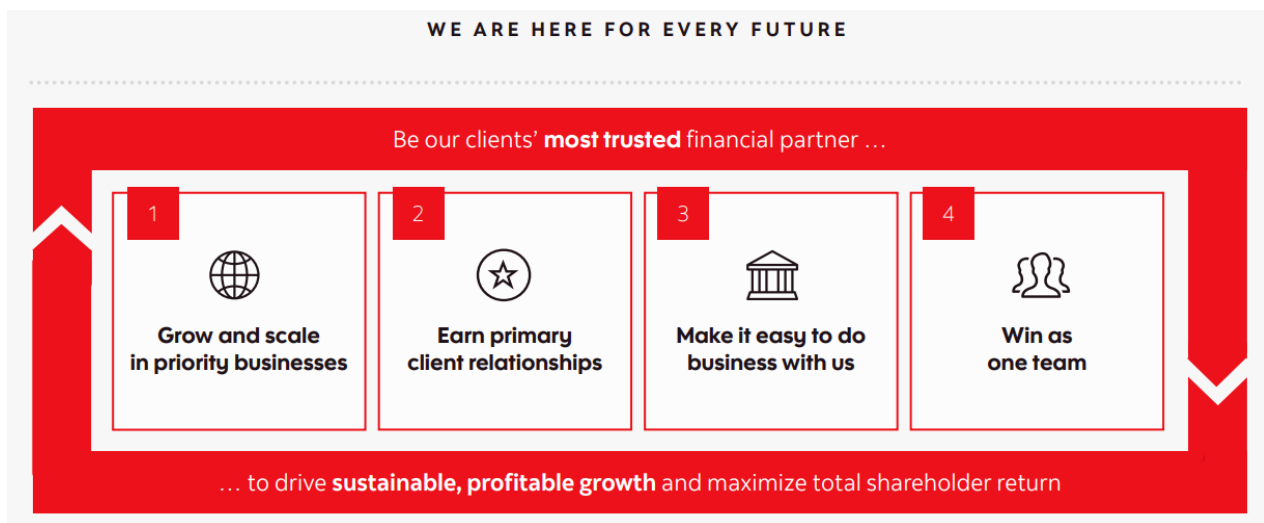 WE ARE HERE FOR EVERY FUTURE
Be our clients’ most trusted financial partner …
1
Grow and scale
in priority businesses
2
Earn primary
client relationships
3
Make it easy to do
business with us
4
Win as
one team
… to drive sustainable, profitable growth and maximize total shareholder return